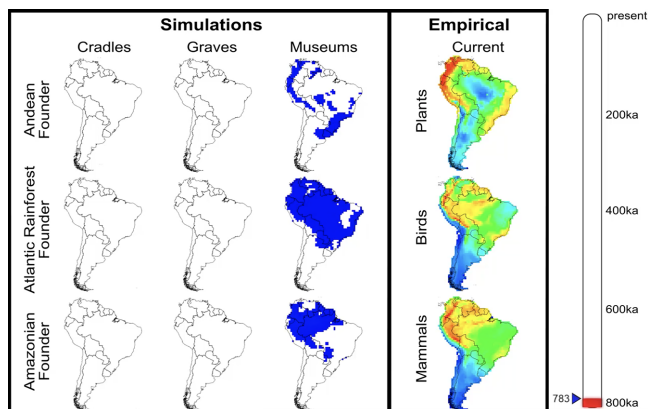 Simulations
Empirical
Cradles
Graves
Museums
Current
Andean
Founder
Plants
Atlantic Rainforest
Founder
Birds
Amazonian
Founder
Mammals
present
200ka
400ka
600ka
783
800ka